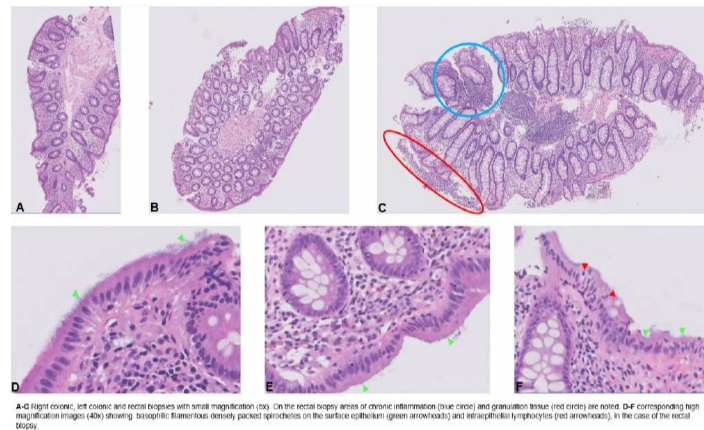 A
B
C
D
E
F
A-C Right colonic, left colonic and rectal biopsies with small magnification (5x). On the rectal biopsy areas of chronic inflammation (blue circle) and granulation tissue (red circle) are noted. D-F corresponding high
magnification images (40x) showing basophilic filamentous densely packed spirochetes on the surface epithelium (green arrowheads) and intraepitelial lymphocytes (red arrowheads), in the case of the rectal
biopsy.